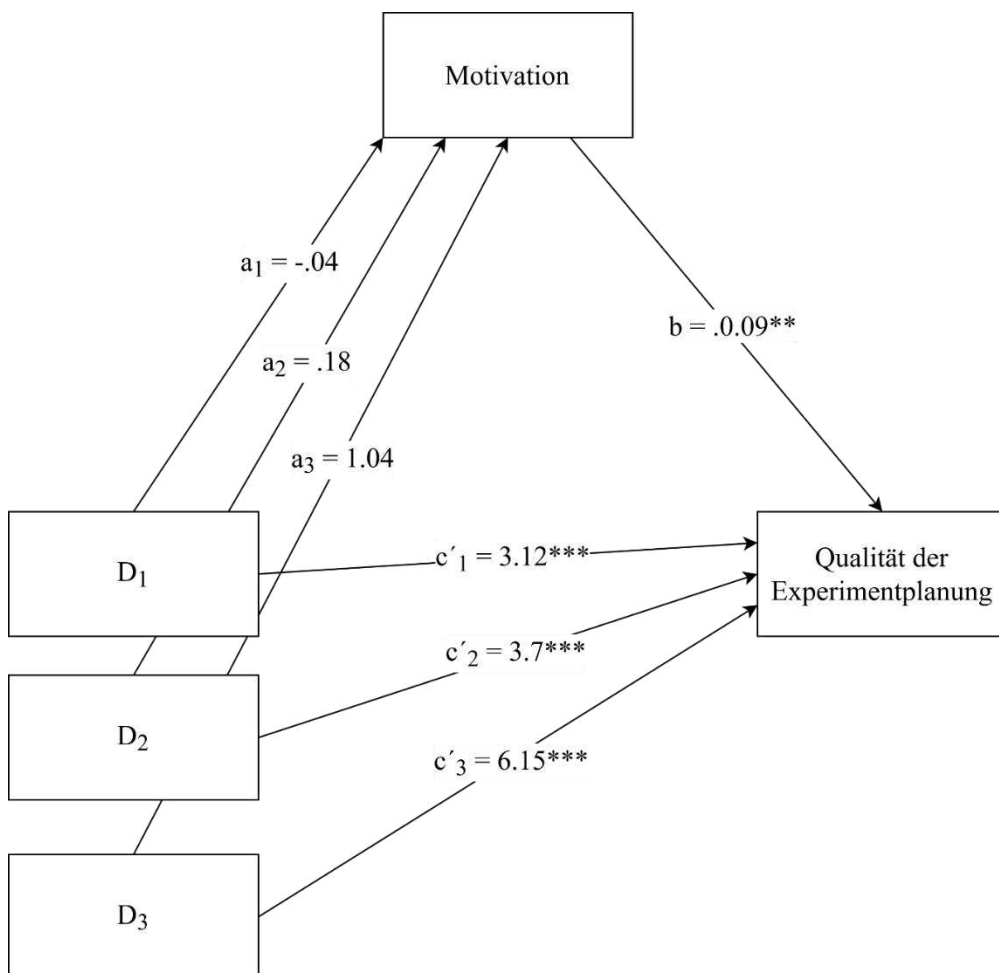 Motivation
a1 = -.04
a2 = .18
a3 = 1.04
b = .0.09**
D1
D2
D3
c´1 = 3.12***
c´2 = 3.7***
c´3 = 6.15***
Qualität der
Experimentplanung